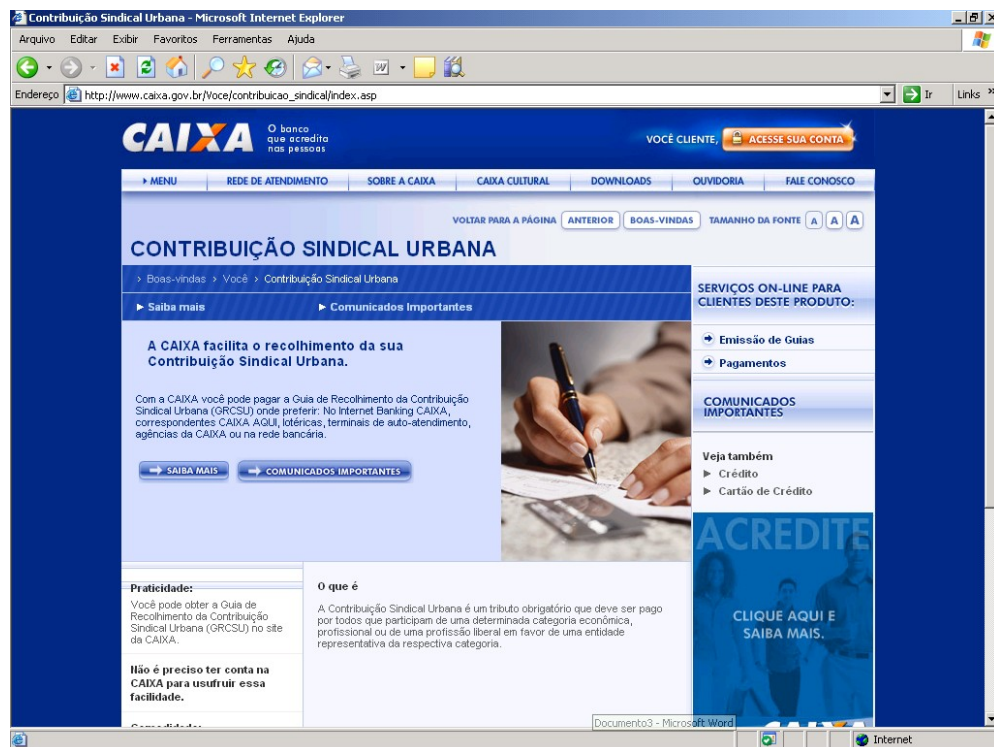 Contribuição Sindical Urbana - Microsoft Internet Explorer
Arquivo Editar Exibir Favoritos Ferramentas Ajuda
Endereço http://www.caixa.gov.br/Voce/contribuicao_sindical/index.asp Ir Links
CAIXA
O banco
que acredita
nas pessoas
VOCÊ CLIENTE, ACESSE SUA CONTA
MENU REDE DE ATENDIMENTO SOBRE A CAIXA CAIXA CULTURAL DOWNLOADS OUVIDORIA FALE CONOSCO
VOLTAR PARA A PÁGINA ANTERIOR BOAS-VINDAS TAMANHO DA FONTE A A A
CONTRIBUIÇÃO SINDICAL URBANA
> Boas-vindas > Você > Contribuição Sindical Urbana
Saiba mais Comunicados Importantes
A CAIXA facilita o recolhimento da sua
Contribuição Sindical Urbana.
Com a CAIXA você pode pagar a Guia de Recolhimento da Contribuição
Sindical Urbana (GRCSU) onde preferir: No Internet Banking CAIXA,
correspondentes CAIXA AQUI, lotéricas, terminais de auto-atendimento,
agências da CAIXA ou na rede bancária.
SAIBA MAIS COMUNICADOS IMPORTANTES
SERVIÇOS ON-LINE PARA
CLIENTES DESTE PRODUTO:
Emissão de Guias
Pagamentos
COMUNICADOS
IMPORTANTES
Veja também
Crédito
Cartão de Crédito
ACREDITE
CLIQUE AQUI E
SAIBA MAIS.
Praticidade:
Você pode obter a Guia de
Recolhimento da Contribuição
Sindical Urbana (GRCSU) no site
da CAIXA.
Não é preciso ter conta na
CAIXA para usufruir essa
facilidade.
O que é
A Contribuição Sindical Urbana é um tributo obrigatório que deve ser pago
por todos que participam de uma determinada categoria econômica,
profissional ou de uma profissão liberal em favor de uma entidade
representativa da respectiva categoria.
Documento3 - Microsoft Word
Internet